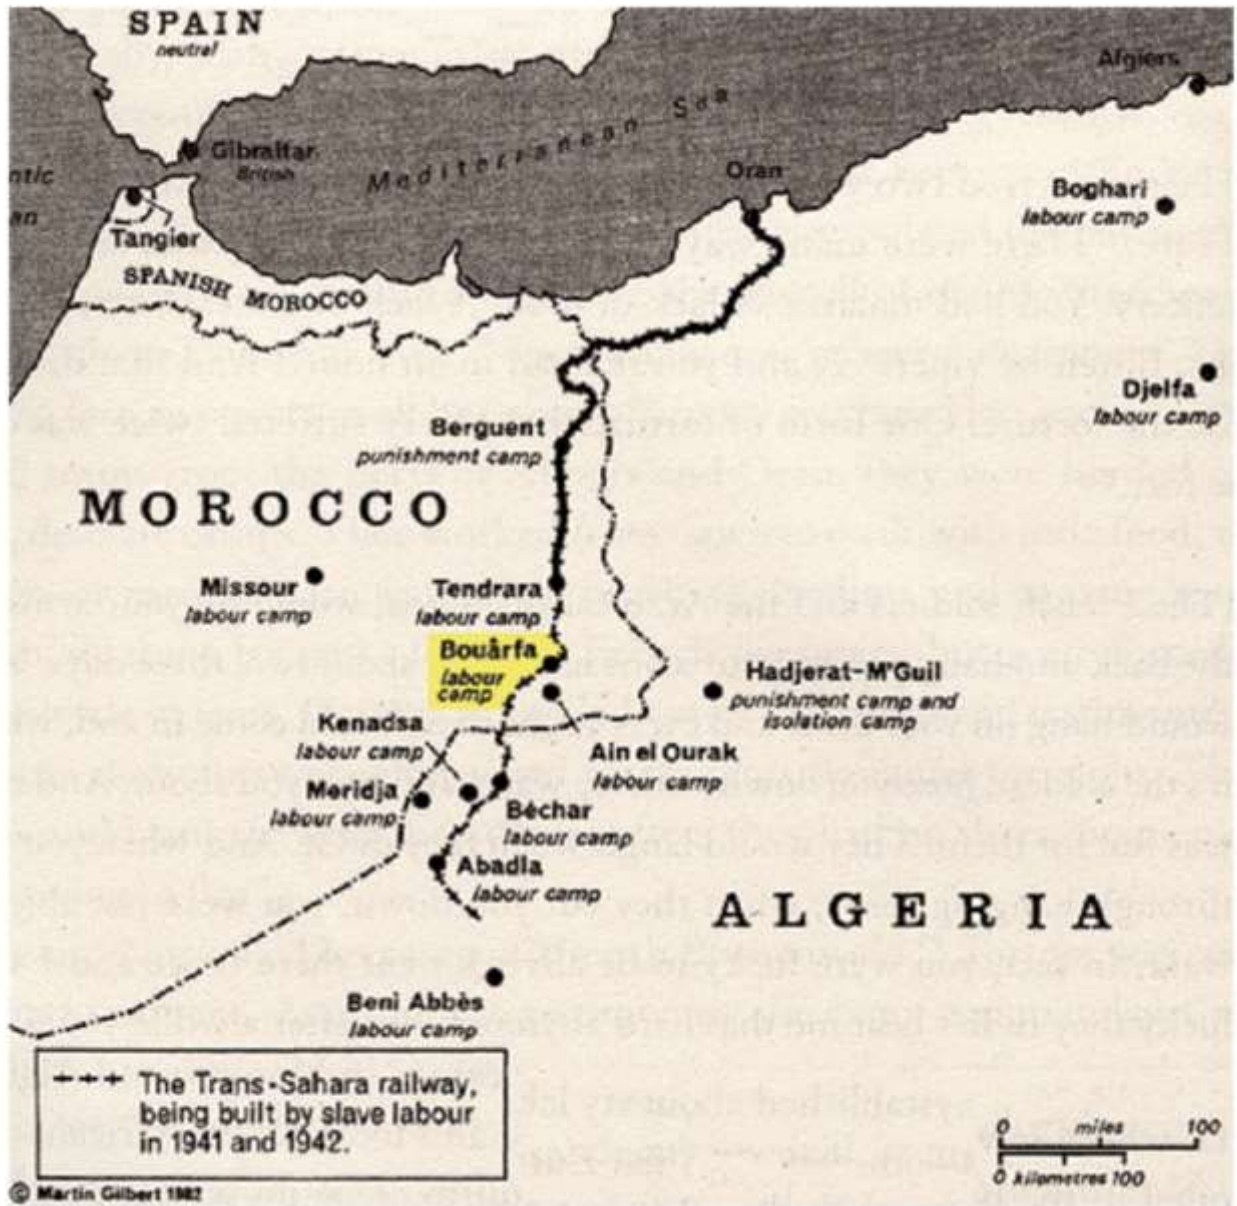 SPAIN
neutral
Algiers
Mediterranean Sea
Gibraltar
British
ntic
an
Oran
Boghari
labour camp
Tangier
SPANISH MOROCCO
Djelfa
labour camp
Berguent
punishment camp
MOROCCO
Missour
labour camp
Tendrara
labour camp
Bouârfa
labour
camp
Hadjerat-M'Guil
punishment camp and
isolation camp
Kenadsa
labour camp
Ain el Ourak
labour camp
Meridja
labour camp
Béchar
labour camp
Abadla
labour camp
ALGERIA
Beni Abbès
labour camp
The Trans-Sahara railway,
being built by slave labour
in 1941 and 1942.
0 miles 100
0 kilometres 100
© Martin Gilbert 1982